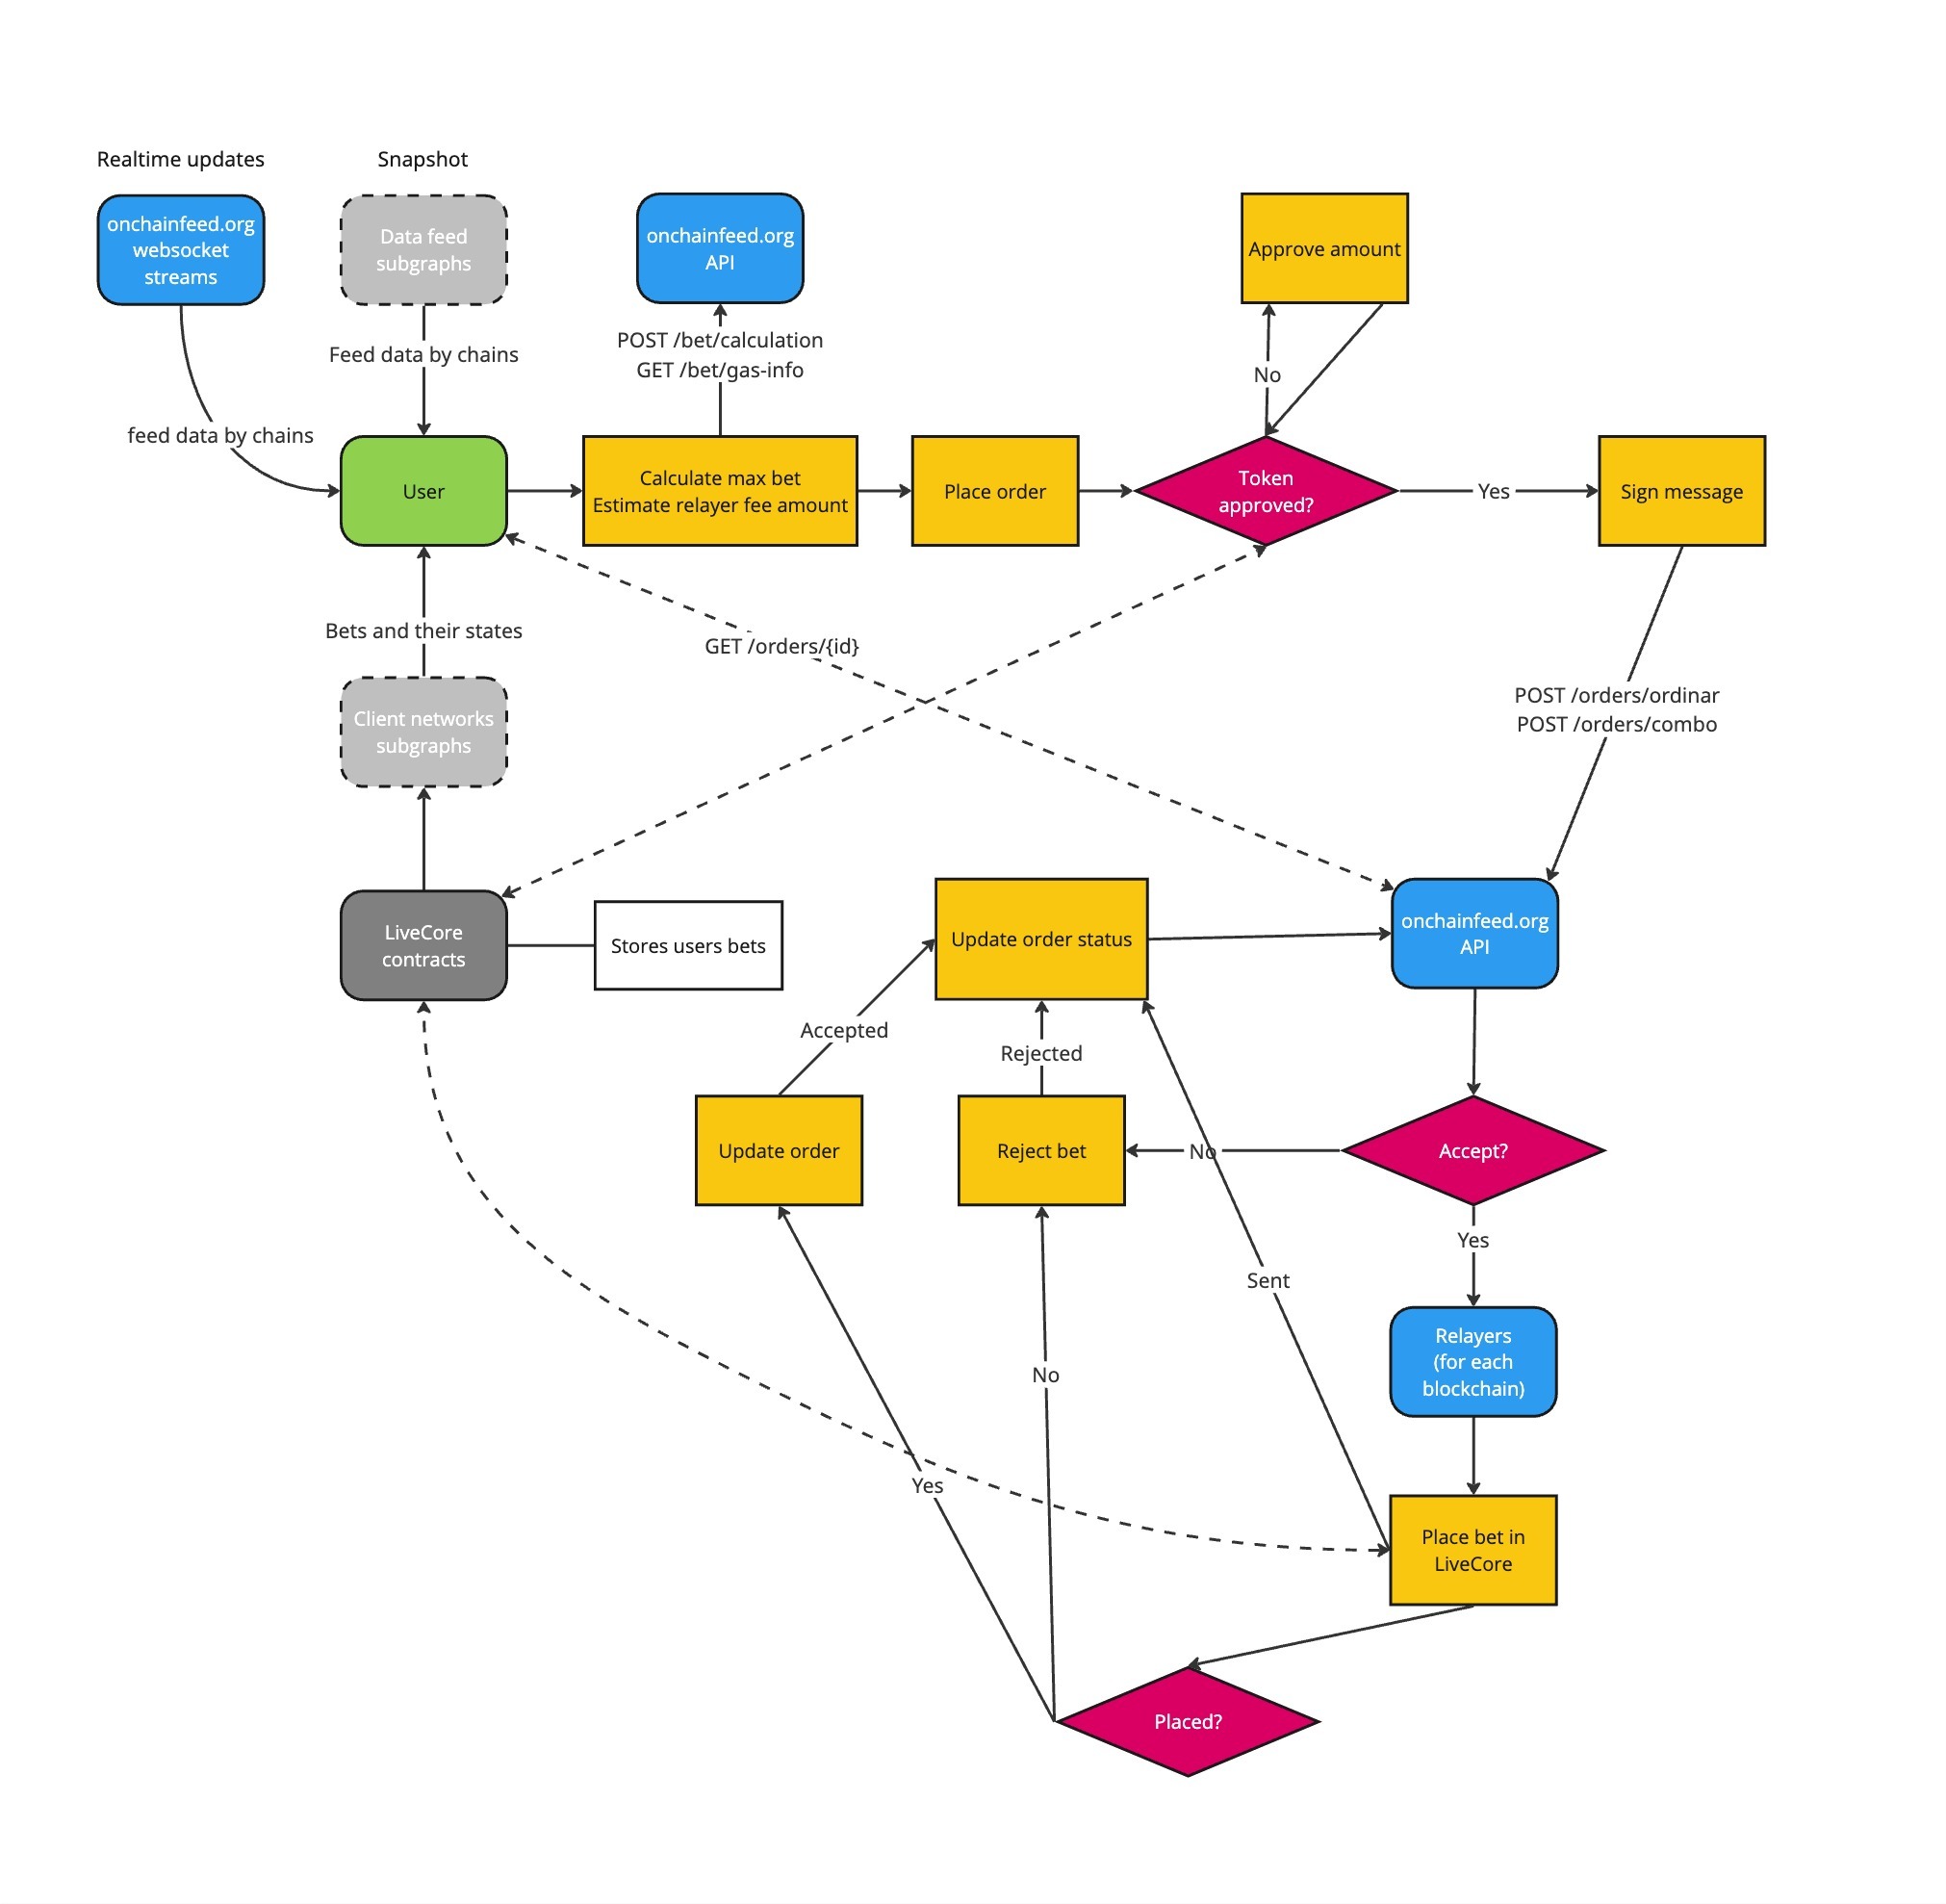 Realtime updates
Snapshot
onchainfeed.org
websocket
streams
Data feed
subgraphs
onchainfeed.org
API
Approve amount
POST /bet/calculation
GET /bet/gas-info
Feed data by chains
No
feed data by chains
User
Calculate max bet
Estimate relayer fee amount
Place order
Token
approved?
Yes
Sign message
Bets and their states
GET /orders/{id}
Client networks
subgraphs
POST /orders/ordinar
POST /orders/combo
LiveCore
contracts
Stores users bets
Update order status
onchainfeed.org
API
Accepted
Rejected
Update order
Reject bet
No
Accept?
Yes
Sent
Relayers
(for each
blockchain)
No
Yes
Place bet in
LiveCore
Placed?